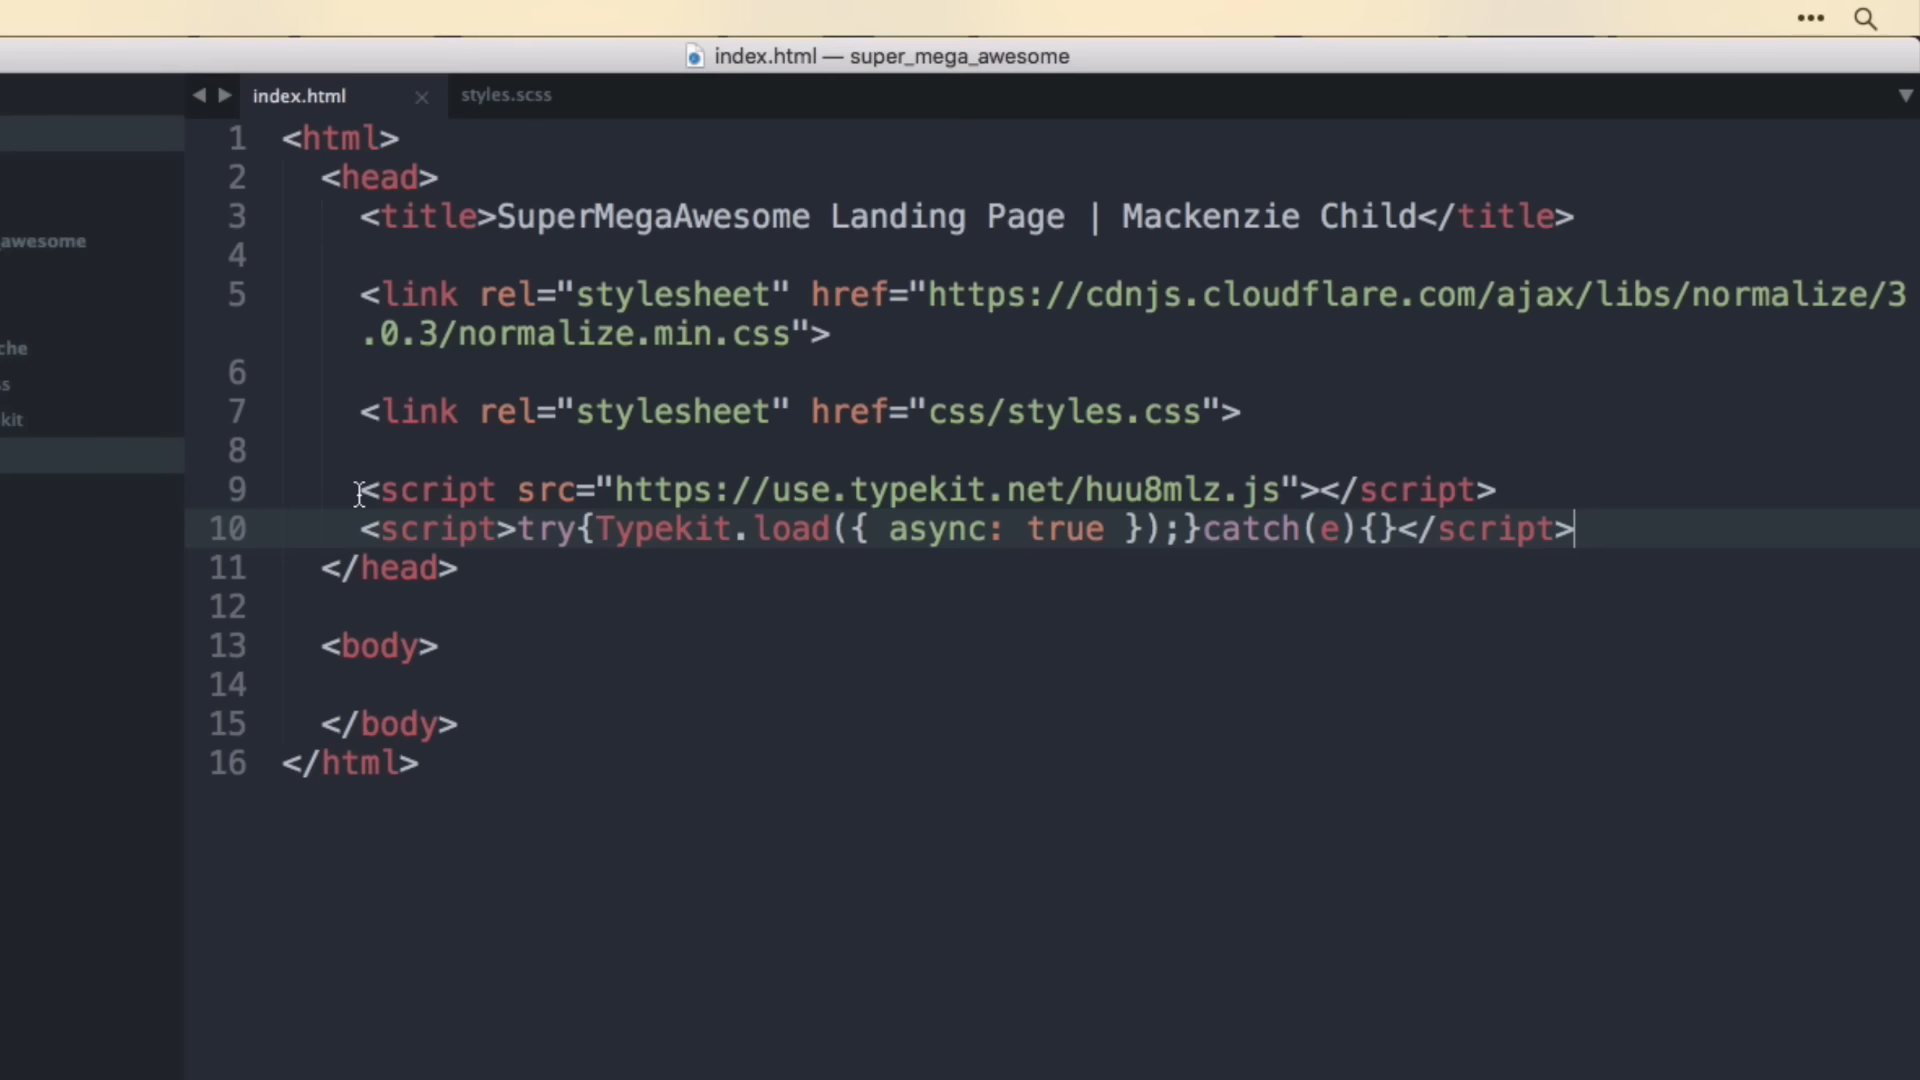 index.html — super_mega_awesome
index.html
styles.scss
awesome
che
s
kit
1 <html>
2 <head>
3 <title>SuperMegaAwesome Landing Page | Mackenzie Child</title>
4
5 <link rel="stylesheet" href="https://cdnjs.cloudflare.com/ajax/libs/normalize/3
.0.3/normalize.min.css">
6
7 <link rel="stylesheet" href="css/styles.css">
8
9 <script src="https://use.typekit.net/huu8mlz.js"></script>
10 <script>try{Typekit.load({ async: true });}catch(e){}</script>
11 </head>
12
13 <body>
14
15 </body>
16 </html>